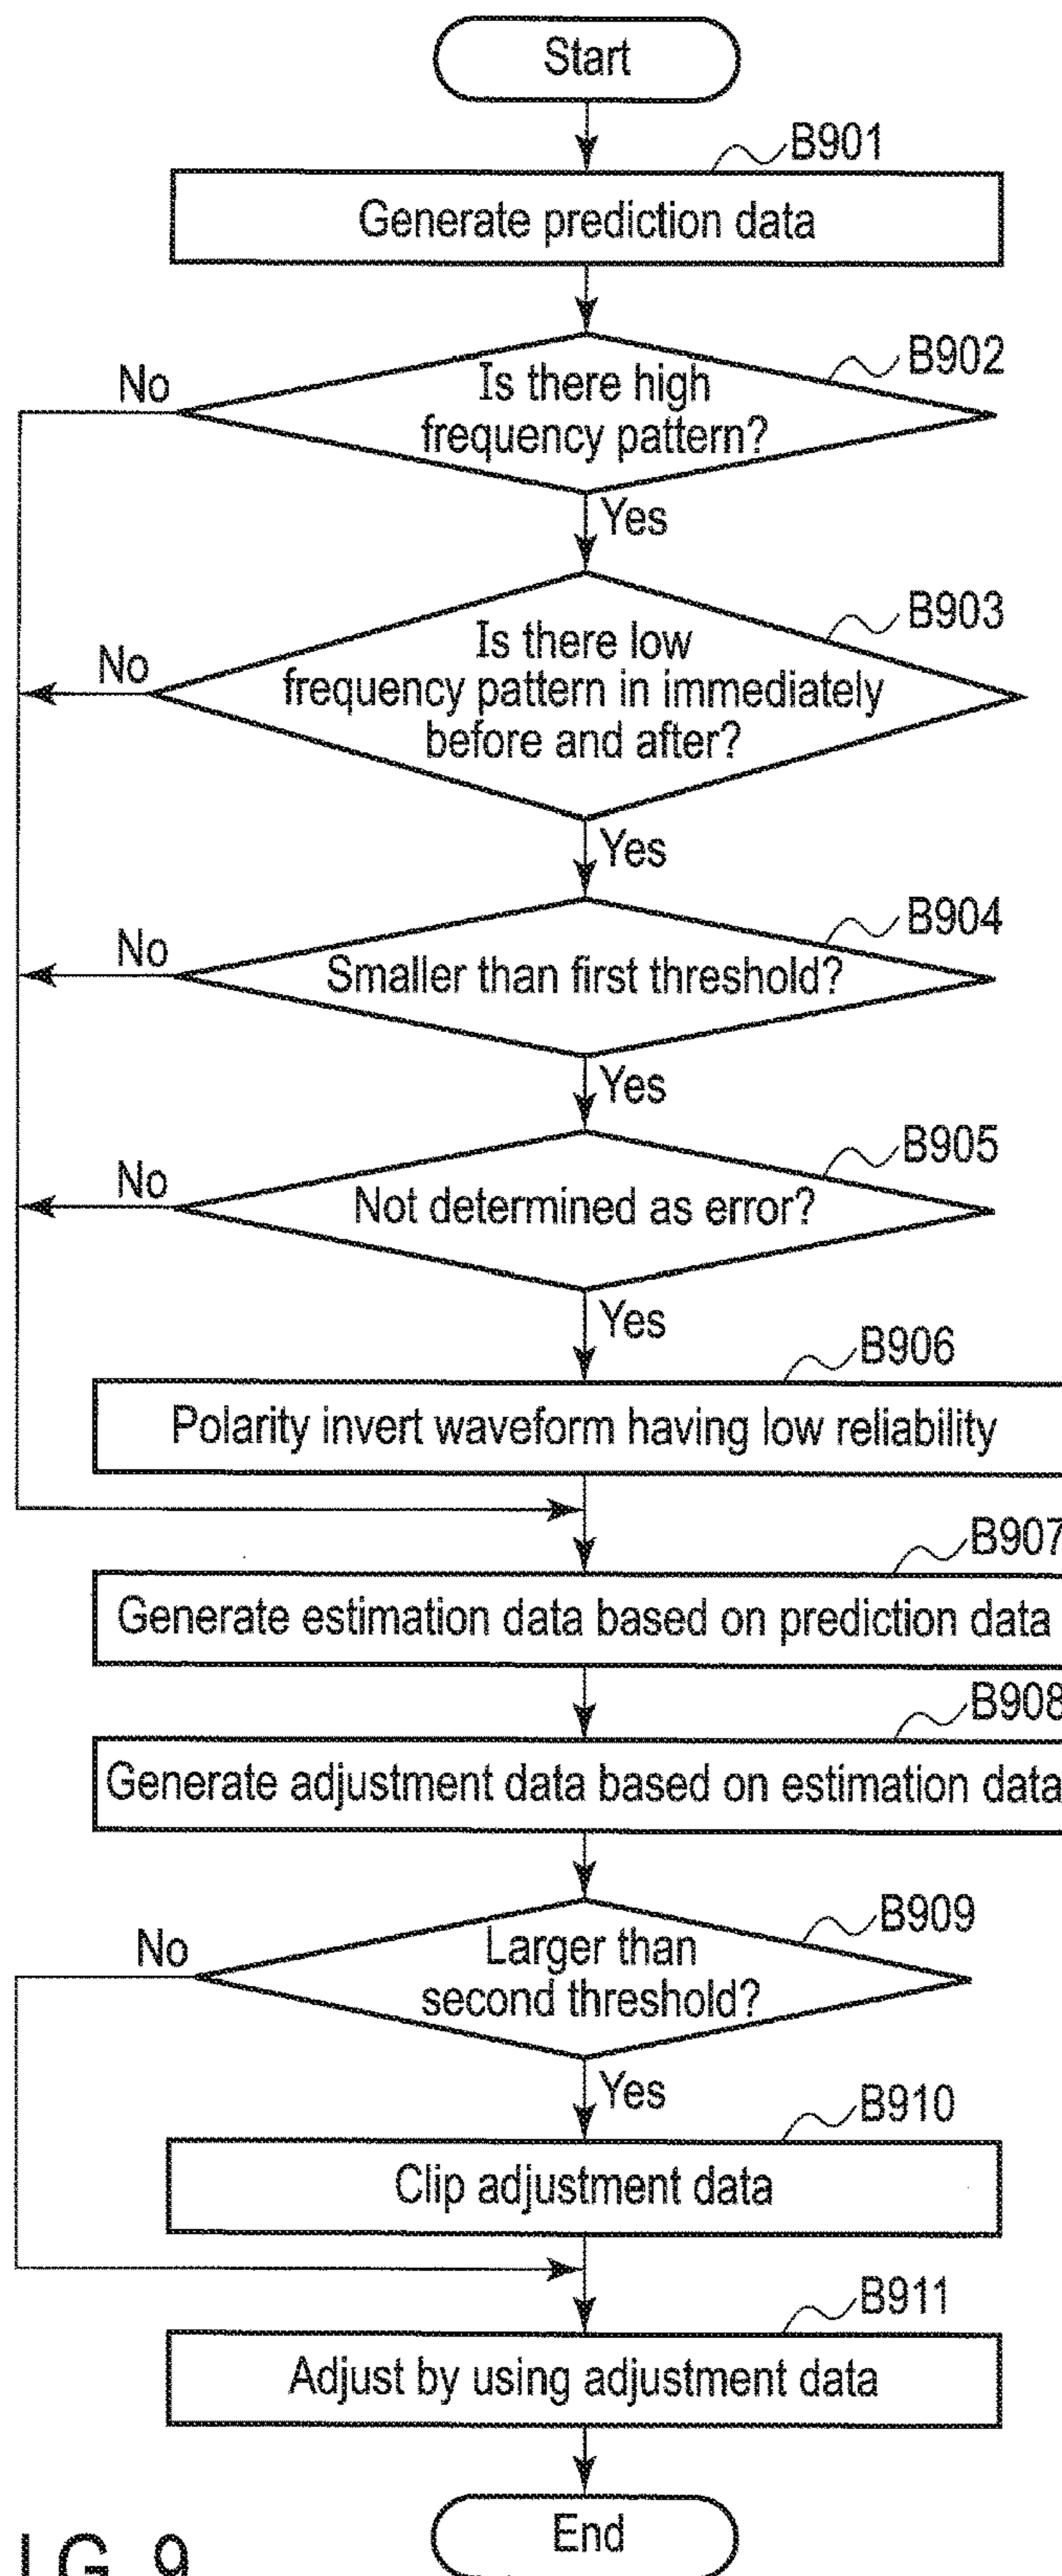 Start
B901
Generate prediction data
B902
No
Is there high
frequency pattern?
Yes
B903
No
Is there low
frequency pattern in immediately
before and after?
Yes
B904
No
Smaller than first threshold?
Yes
B905
No
Not determined as error?
Yes
B906
Polarity invert waveform having low reliability
B907
Generate estimation data based on prediction data
B908
Generate adjustment data based on estimation data
B909
No
Larger than
second threshold?
Yes
B910
Clip adjustment data
B911
Adjust by using adjustment data
End
IG. 9